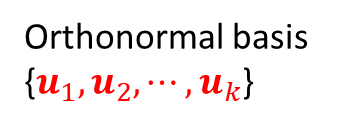 Orthonormal basis
{𝒖₁, 𝒖₂, ⋯ , 𝒖ₖ}